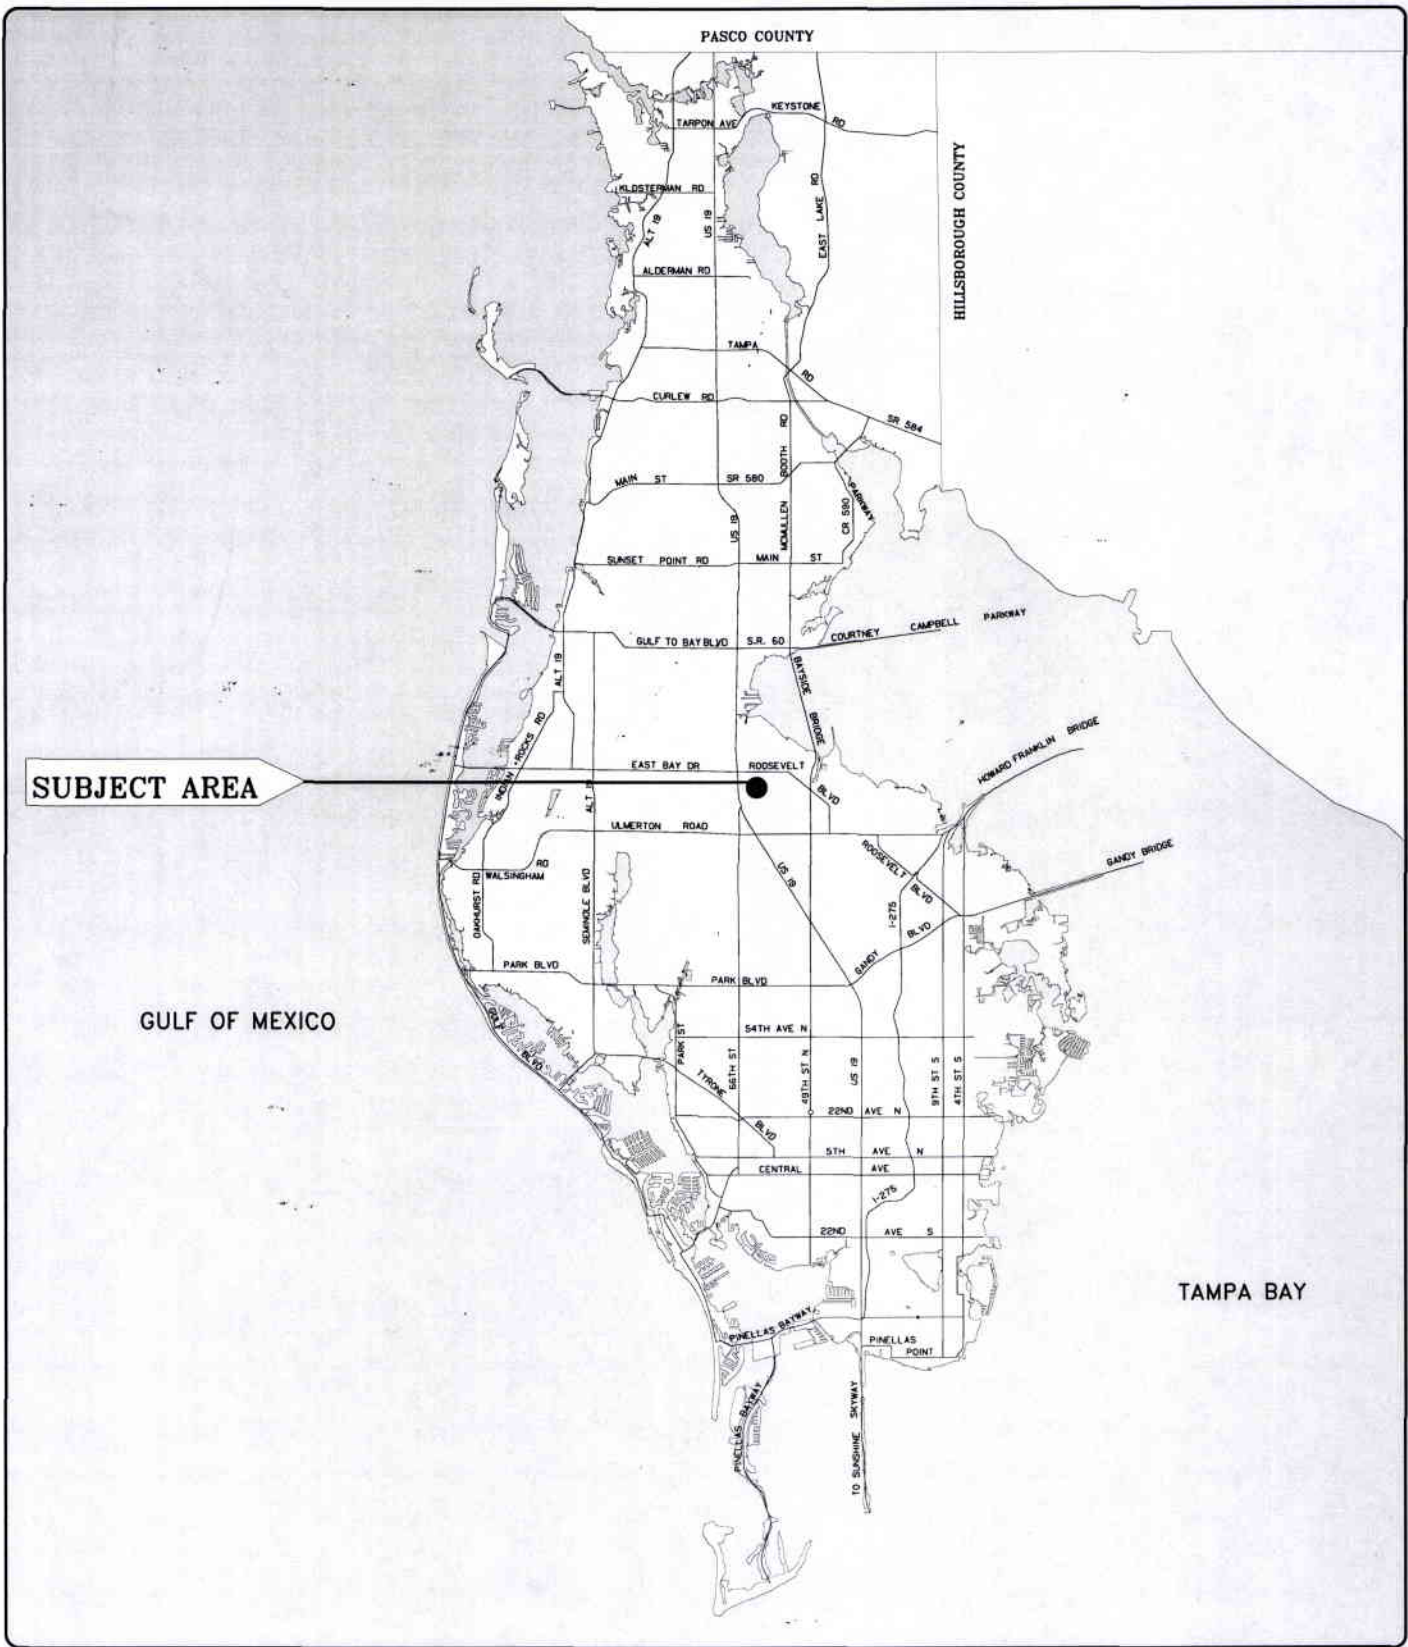 PASCO COUNTY
KEYSTONE RD
TARPON AVE
HILLSBOROUGH COUNTY
KLOSTERMAN RD
EAST LAKE RD
US 19
ALT 19
ALDERMAN RD
TAMPA RD
CURLEW RD
SR 584
MCMULLEN BOOTH RD
MAIN ST SR 580
PARKWAY
CR 590
US 19
SUNSET POINT RD MAIN ST
COURTNEY CAMPBELL PARKWAY
GULF TO BAY BLVD S.R. 60
ALT 19
BAYSIDE BRIDGE
INDIAN ROCKS RD
HOWARD FRANKLIN BRIDGE
EAST BAY DR ROOSEVELT BLVD
SUBJECT AREA
ALT 19
ULMERTON ROAD
WALSINGHAM RD
OAKHURST RD
SEMINOLE BLVD
US 19
ROOSEVELT BLVD
GANDY BRIDGE
I-275
GANDY BLVD
PARK BLVD
PARK BLVD
GULF OF MEXICO
GULF BLVD
54TH AVE N
PARK ST
66TH ST
49TH ST N
US 19
9TH ST S
4TH ST S
TYRONE BLVD
22ND AVE N
5TH AVE N
CENTRAL AVE
I-275
22ND AVE S
TAMPA BAY
PINELLAS BAYWAY
PINELLAS POINT
PINELLAS BAYWAY
TO SUNSHINE SKYWAY